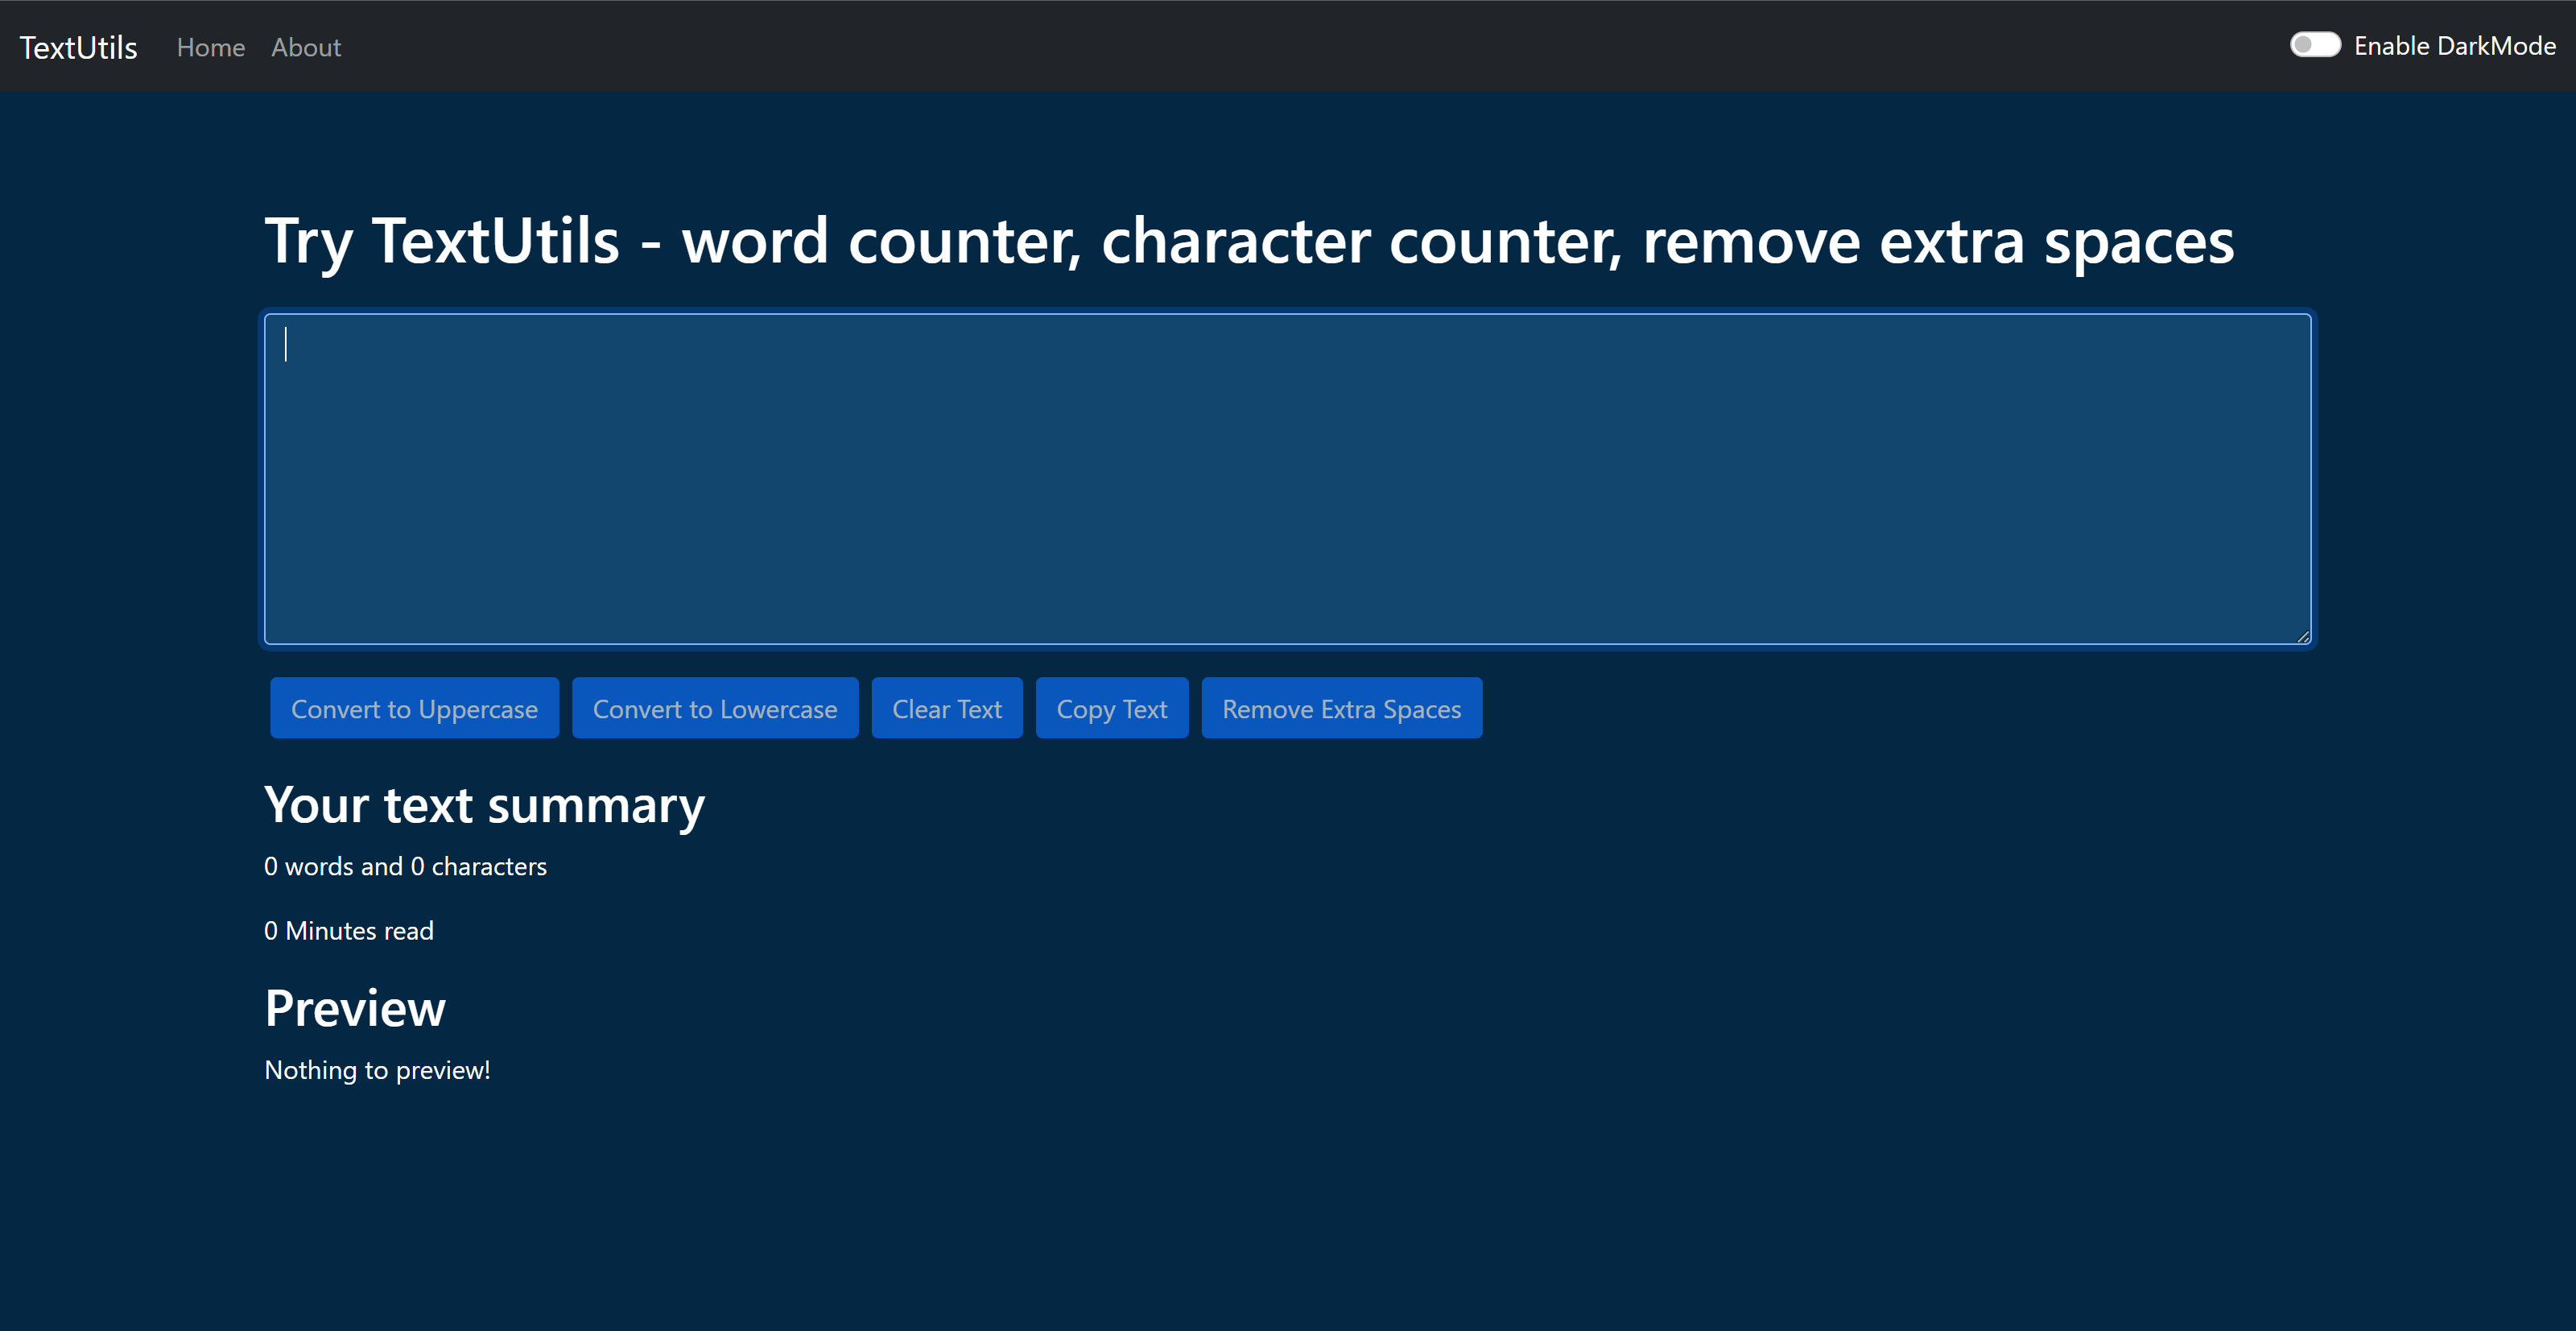 TextUtils Home About Enable DarkMode
Try TextUtils - word counter, character counter, remove extra spaces
Convert to Uppercase Convert to Lowercase Clear Text Copy Text Remove Extra Spaces
Your text summary
0 words and 0 characters
0 Minutes read
Preview
Nothing to preview!